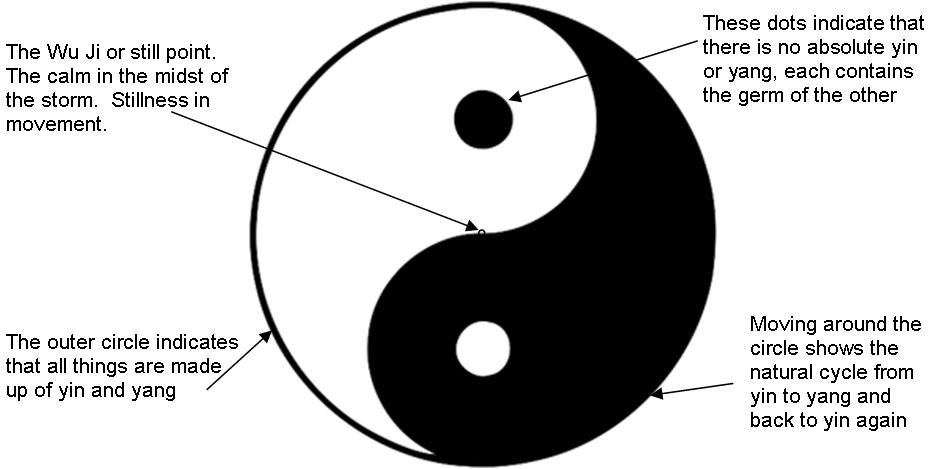 The Wu Ji or still point.
The calm in the midst of
the storm.  Stillness in
movement.
These dots indicate that
there is no absolute yin
or yang, each contains
the germ of the other
The outer circle indicates
that all things are made
up of yin and yang
Moving around the
circle shows the
natural cycle from
yin to yang and
back to yin again